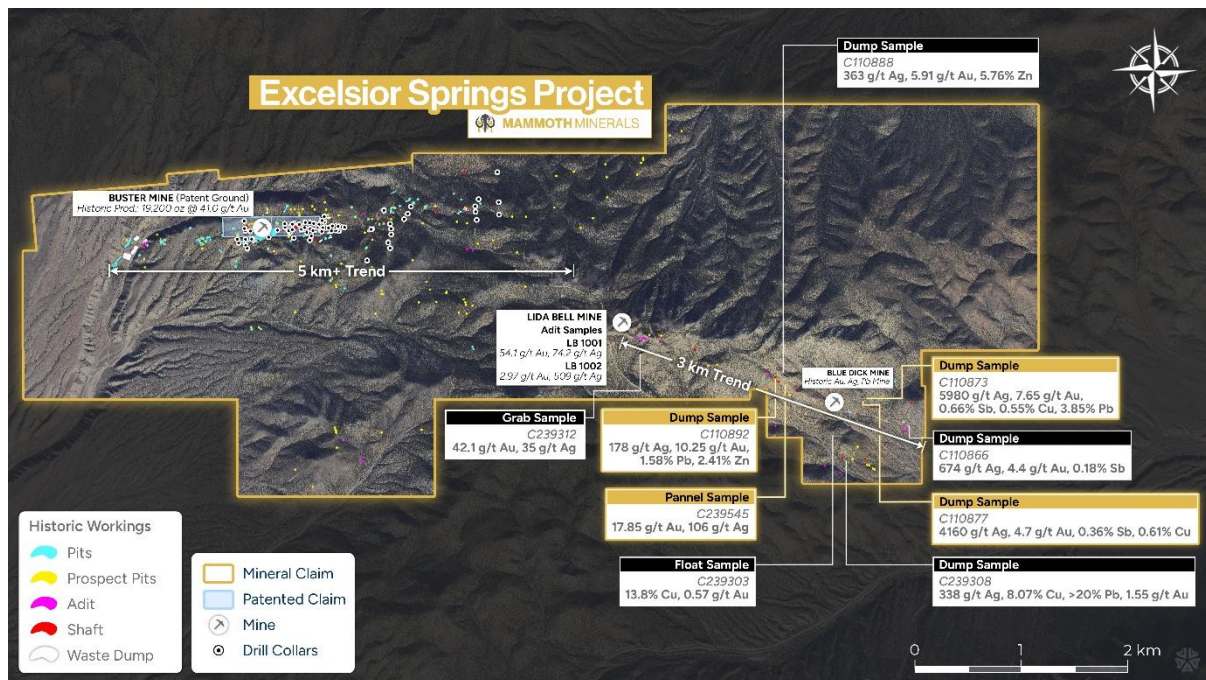 Excelsior Springs Project
MAMMOTH MINERALS
Dump Sample
C110888
363 g/t Ag, 5.91 g/t Au, 5.76% Zn
BUSTER MINE (Patent Ground)
Historic Prod.: 19,200 oz @ 41.0 g/t Au
5 km+ Trend
LIDA BELL MINE
Adit Samples
LB 1001
54.1 g/t Au, 74.2 g/t Ag
LB 1002
2.97 g/t Au, 509 g/t Ag
3 km Trend
BLUE DICK MINE
Historic Au, Ag, Pb Mine
Dump Sample
C110873
5980 g/t Ag, 7.65 g/t Au,
0.66% Sb, 0.55% Cu, 3.85% Pb
Grab Sample
C239312
42.1 g/t Au, 35 g/t Ag
Dump Sample
C110892
178 g/t Ag, 10.25 g/t Au,
1.58% Pb, 2.41% Zn
Dump Sample
C110866
674 g/t Ag, 4.4 g/t Au, 0.18% Sb
Pannel Sample
C239545
17.85 g/t Au, 106 g/t Ag
Dump Sample
C110877
4160 g/t Ag, 4.7 g/t Au, 0.36% Sb, 0.61% Cu
Float Sample
C239303
13.8% Cu, 0.57 g/t Au
Dump Sample
C239308
338 g/t Ag, 8.07% Cu, >20% Pb, 1.55 g/t Au
Historic Workings
Pits
Prospect Pits
Adit
Shaft
Waste Dump
Mineral Claim
Patented Claim
Mine
Drill Collars
0 1 2 km